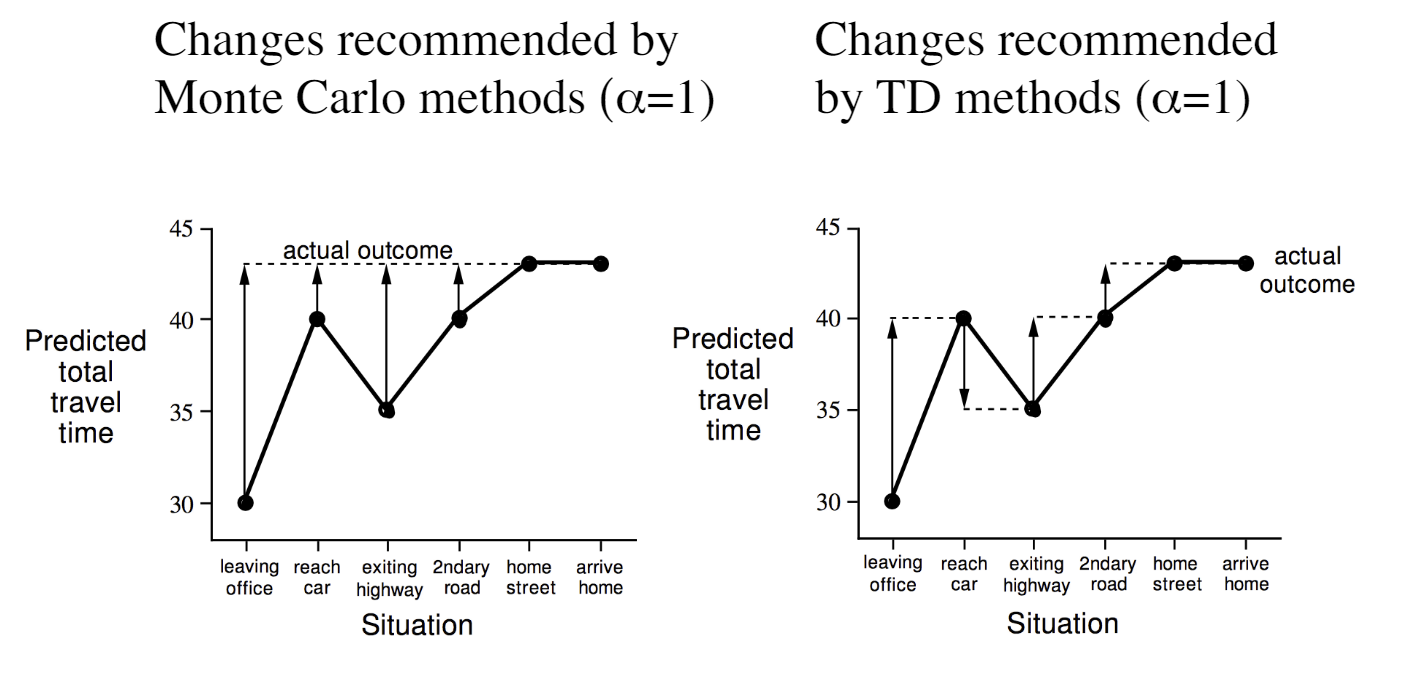 Changes recommended by
Monte Carlo methods (α=1)
Changes recommended
by TD methods (α=1)
45
40
35
30
actual outcome
Predicted
total
travel
time
leaving
office
reach
car
exiting
highway
2ndary
road
home
street
arrive
home
Situation
45
40
35
30
actual
outcome
Predicted
total
travel
time
leaving
office
reach
car
exiting
highway
2ndary
road
home
street
arrive
home
Situation